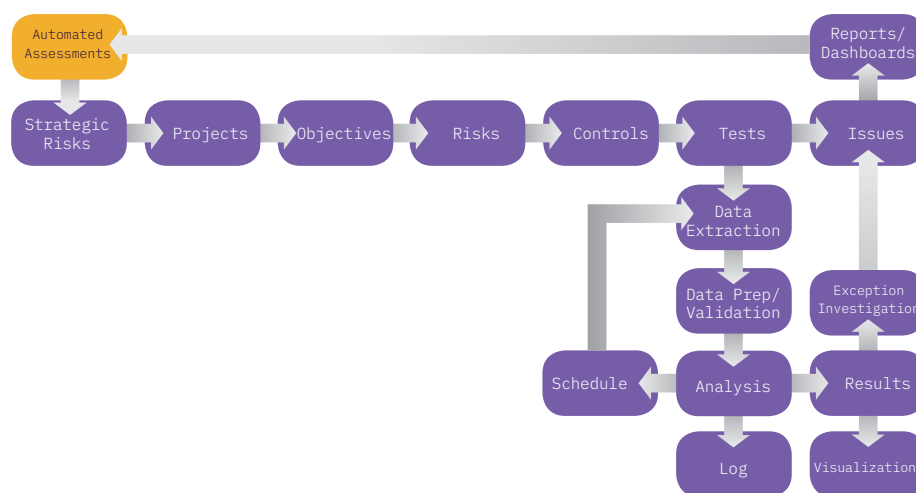 Automated
Assessments
Reports/
Dashboards
Strategic
Risks
Projects
Objectives
Risks
Controls
Tests
Issues
Data
Extraction
Data Prep/
Validation
Exception
Investigation
Schedule
Analysis
Results
Log
Visualization